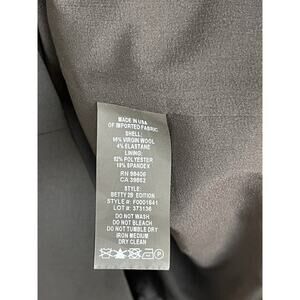 MADE IN USA
OF IMPORTED FABRIC
SHELL:
96% VIRGIN WOOL
4% ELASTANE
LINING:
82% POLYESTER
18% SPANDEX
RN 98406
CA 39862
STYLE:
BETTY 2B EDITION
STYLE #: F0001641
LOT #: 373136
DO NOT WASH
DO NOT BLEACH
DO NOT TUMBLE DRY
IRON MEDIUM
DRY CLEAN